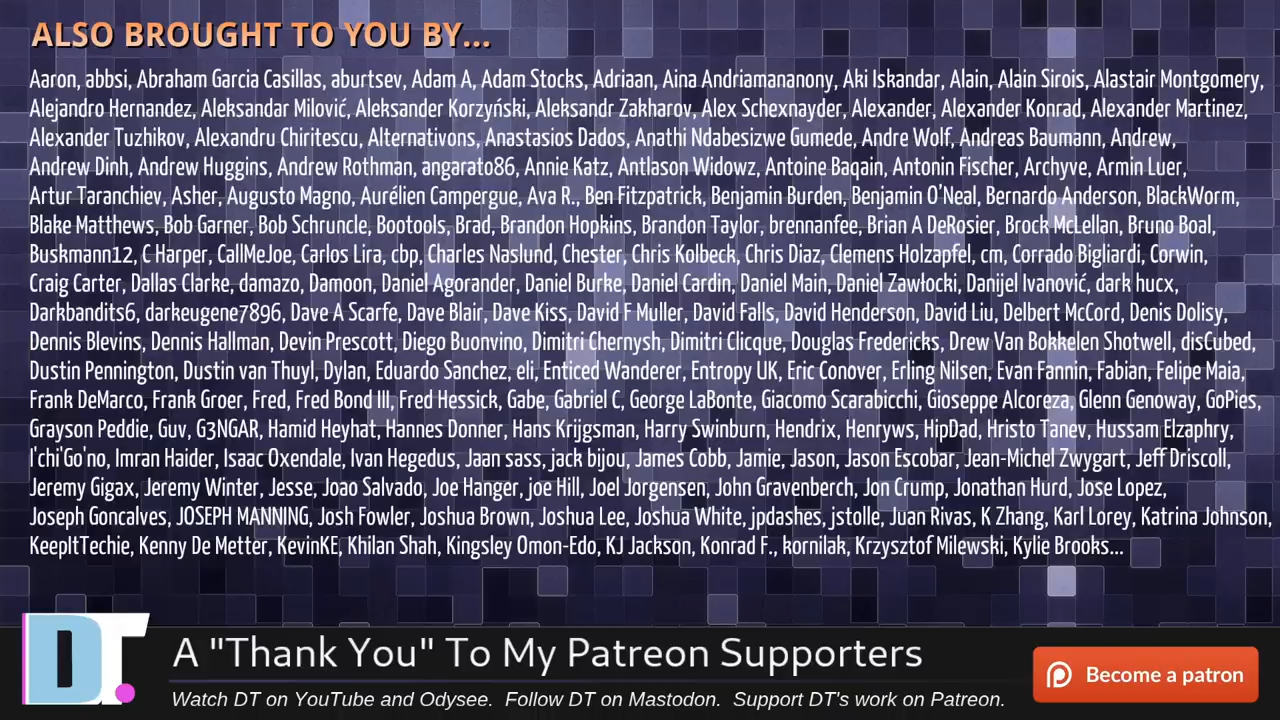 ALSO BROUGHT TO YOU BY...
Aaron, abbsi, Abraham Garcia Casillas, aburtsev, Adam A, Adam Stocks, Adriaan, Aina Andriamananony, Aki Iskandar, Alain, Alain Sirois, Alastair Montgomery,
Alejandro Hernandez, Aleksandar Milović, Aleksander Korzyński, Aleksandr Zakharov, Alex Schexnayder, Alexander, Alexander Konrad, Alexander Martinez,
Alexander Tuzhikov, Alexandru Chiritescu, Alternativons, Anastasios Dados, Anathi Ndabesizwe Gumede, Andre Wolf, Andreas Baumann, Andrew,
Andrew Dinh, Andrew Huggins, Andrew Rothman, angarato86, Annie Katz, Antlason Widowz, Antoine Baqain, Antonin Fischer, Archyve, Armin Luer,
Artur Taranchiev, Asher, Augusto Magno, Aurélien Campergue, Ava R., Ben Fitzpatrick, Benjamin Burden, Benjamin O'Neal, Bernardo Anderson, BlackWorm,
Blake Matthews, Bob Garner, Bob Schruncle, Bootools, Brad, Brandon Hopkins, Brandon Taylor, brennanfee, Brian A DeRosier, Brock McLellan, Bruno Boal,
Buskmann12, C Harper, CallMeJoe, Carlos Lira, cbp, Charles Naslund, Chester, Chris Kolbeck, Chris Diaz, Clemens Holzapfel, cm, Corrado Bigliardi, Corwin,
Craig Carter, Dallas Clarke, damazo, Damoon, Daniel Agorander, Daniel Burke, Daniel Cardin, Daniel Main, Daniel Zawłocki, Danijel Ivanović, dark hucx,
Darkbandits6, darkeugene7896, Dave A Scarfe, Dave Blair, Dave Kiss, David F Muller, David Falls, David Henderson, David Liu, Delbert McCord, Denis Dolisy,
Dennis Blevins, Dennis Hallman, Devin Prescott, Diego Buonvino, Dimitri Chernysh, Dimitri Clicque, Douglas Fredericks, Drew Van Bokkelen Shotwell, disCubed,
Dustin Pennington, Dustin van Thuyl, Dylan, Eduardo Sanchez, eli, Enticed Wanderer, Entropy UK, Eric Conover, Erling Nilsen, Evan Fannin, Fabian, Felipe Maia,
Frank DeMarco, Frank Groer, Fred, Fred Bond III, Fred Hessick, Gabe, Gabriel C, George LaBonte, Giacomo Scarabicchi, Gioseppe Alcoreza, Glenn Genoway, GoPies,
Grayson Peddie, Guv, G3NGAR, Hamid Heyhat, Hannes Donner, Hans Krijgsman, Harry Swinburn, Hendrix, Henryws, HipDad, Hristo Tanev, Hussam Elzaphry,
I'chi'Go'no, Imran Haider, Isaac Oxendale, Ivan Hegedus, Jaan sass, jack bijou, James Cobb, Jamie, Jason, Jason Escobar, Jean-Michel Zwygart, Jeff Driscoll,
Jeremy Gigax, Jeremy Winter, Jesse, Joao Salvado, Joe Hanger, joe Hill, Joel Jorgensen, John Gravenberch, Jon Crump, Jonathan Hurd, Jose Lopez,
Joseph Goncalves, JOSEPH MANNING, Josh Fowler, Joshua Brown, Joshua Lee, Joshua White, jpdashes, jstolle, Juan Rivas, K Zhang, Karl Lorey, Katrina Johnson,
KeepItTechie, Kenny De Metter, KevinKE, Khilan Shah, Kingsley Omon-Edo, KJ Jackson, Konrad F., kornilak, Krzysztof Milewski, Kylie Brooks...
DT.
A "Thank You" To My Patreon Supporters
Watch DT on YouTube and Odysee. Follow DT on Mastodon. Support DT's work on Patreon.
Become a patron